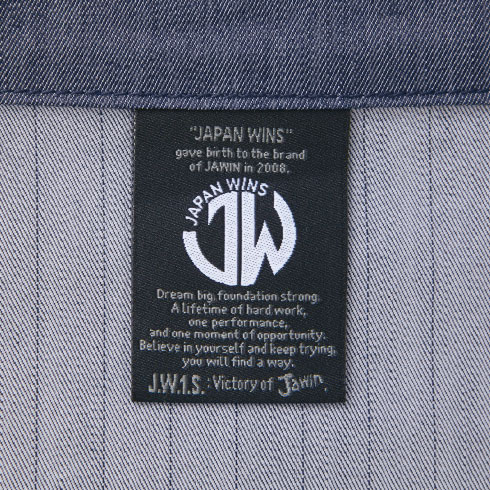 "JAPAN WINS"
gave birth to the brand
of JAWIN in 2008.
JAPAN WINS
JW
Dream big, foundation strong.
A lifetime of hard work,
one performance,
and one moment of opportunity.
Believe in yourself and keep trying,
you will find a way.
J.W.1.S. : Victory of Jawin.